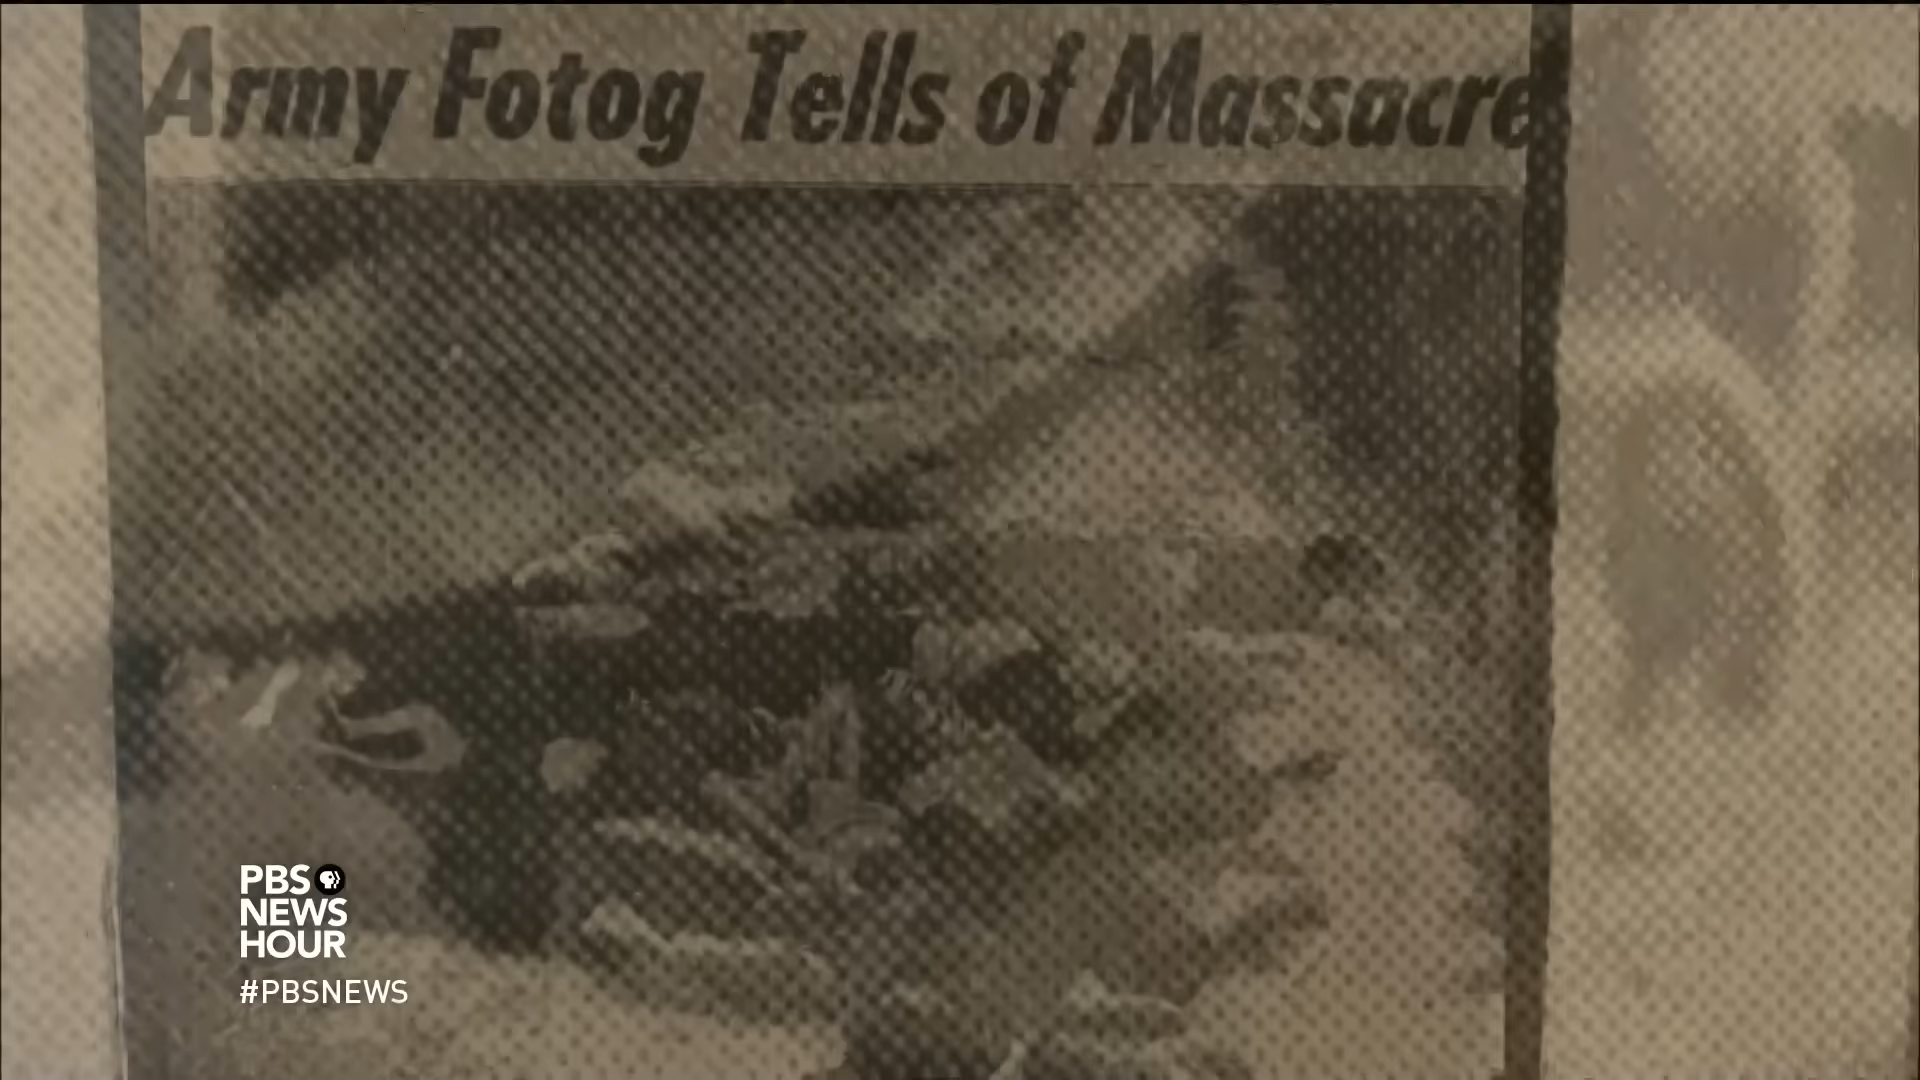 Army Fotog Tells of Massacre
PBS
NEWS
HOUR
#PBSNEWS